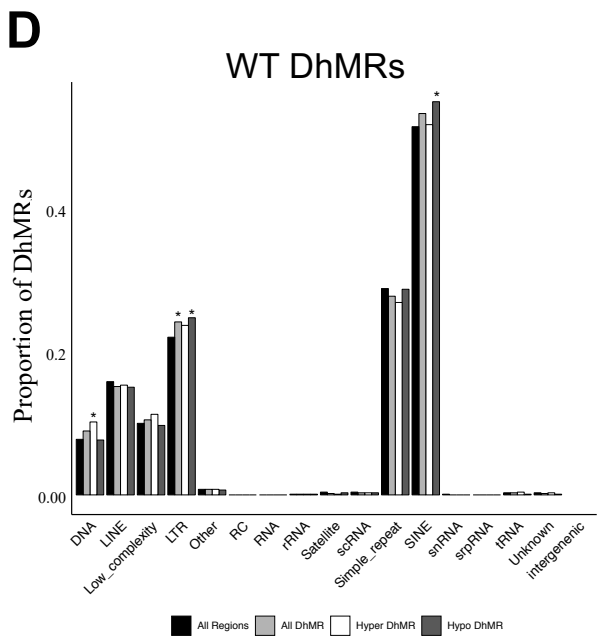 D
WT DhMRs
Proportion of DhMRs
0.4
0.2
0.00
*
*
*
*
DNA
LINE
Low_complexity
LTR
Other
RC
RNA
rRNA
Satellite
scRNA
Simple_repeat
SINE
snRNA
srpRNA
tRNA
Unknown
intergenenic
All Regions
All DhMR
Hyper DhMR
Hypo DhMR